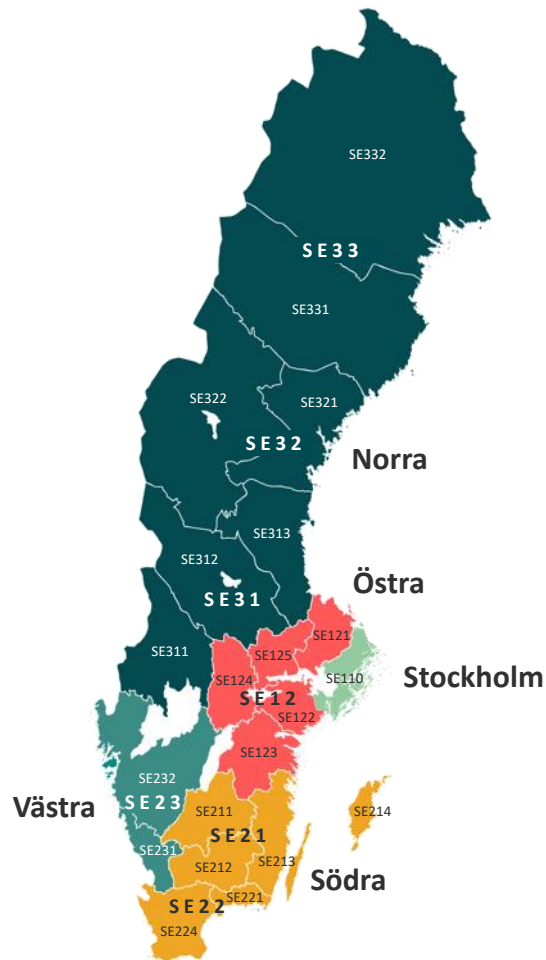 SE332
SE33
SE331
SE322
SE321
SE32
Norra
SE313
SE312
Östra
SE31
SE121
SE311
SE125
SE124
SE110
Stockholm
SE12
SE122
SE123
SE232
SE23
Västra
SE211
SE214
SE21
SE231
SE212
SE213
Södra
SE221
SE22
SE224